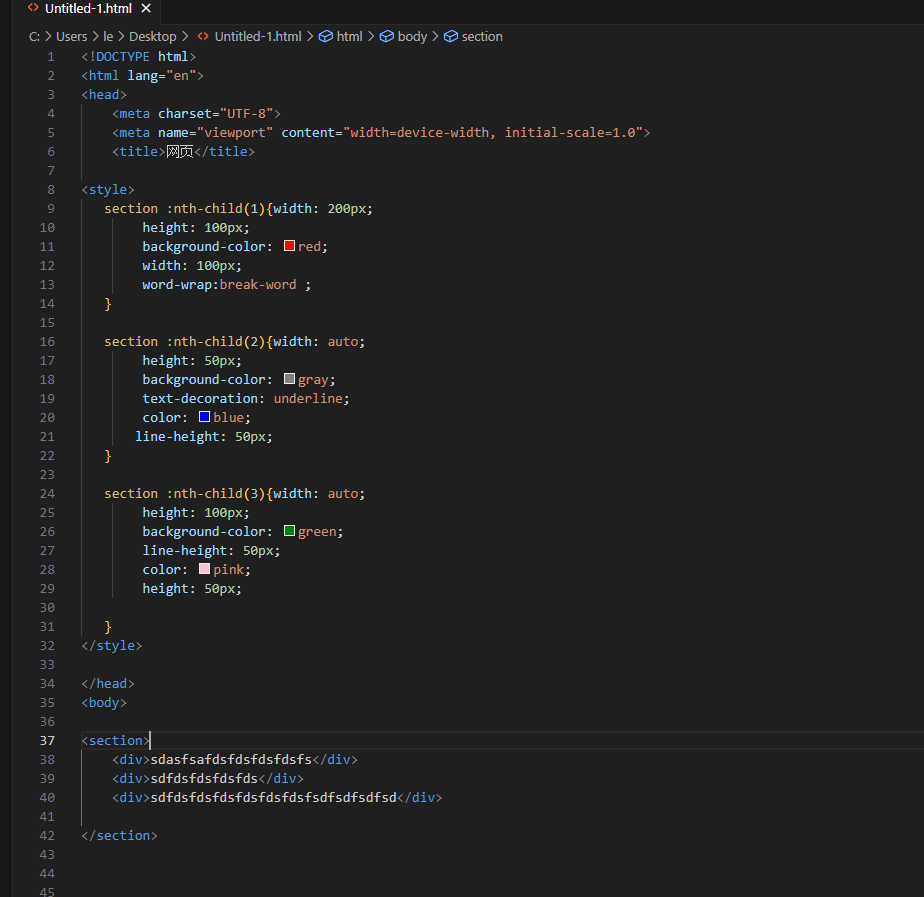 Untitled-1.html
C: > Users > le > Desktop > Untitled-1.html > html > body > section
1 <!DOCTYPE html>
2 <html lang="en">
3 <head>
4 <meta charset="UTF-8">
5 <meta name="viewport" content="width=device-width, initial-scale=1.0">
6 <title>网页</title>
7
8 <style>
9 section :nth-child(1){width: 200px;
10 height: 100px;
11 background-color: red;
12 width: 100px;
13 word-wrap:break-word ;
14 }
15
16 section :nth-child(2){width: auto;
17 height: 50px;
18 background-color: gray;
19 text-decoration: underline;
20 color: blue;
21 line-height: 50px;
22 }
23
24 section :nth-child(3){width: auto;
25 height: 100px;
26 background-color: green;
27 line-height: 50px;
28 color: pink;
29 height: 50px;
30
31 }
32 </style>
33
34 </head>
35 <body>
36
37 <section>
38 <div>sdasfsafdsfdsfdsfdsfs</div>
39 <div>sdfdsfdsfdsfds</div>
40 <div>sdfdsfdsfdsfdsfdsfdsfsdfsdfsdfsd</div>
41
42 </section>
43
44
45